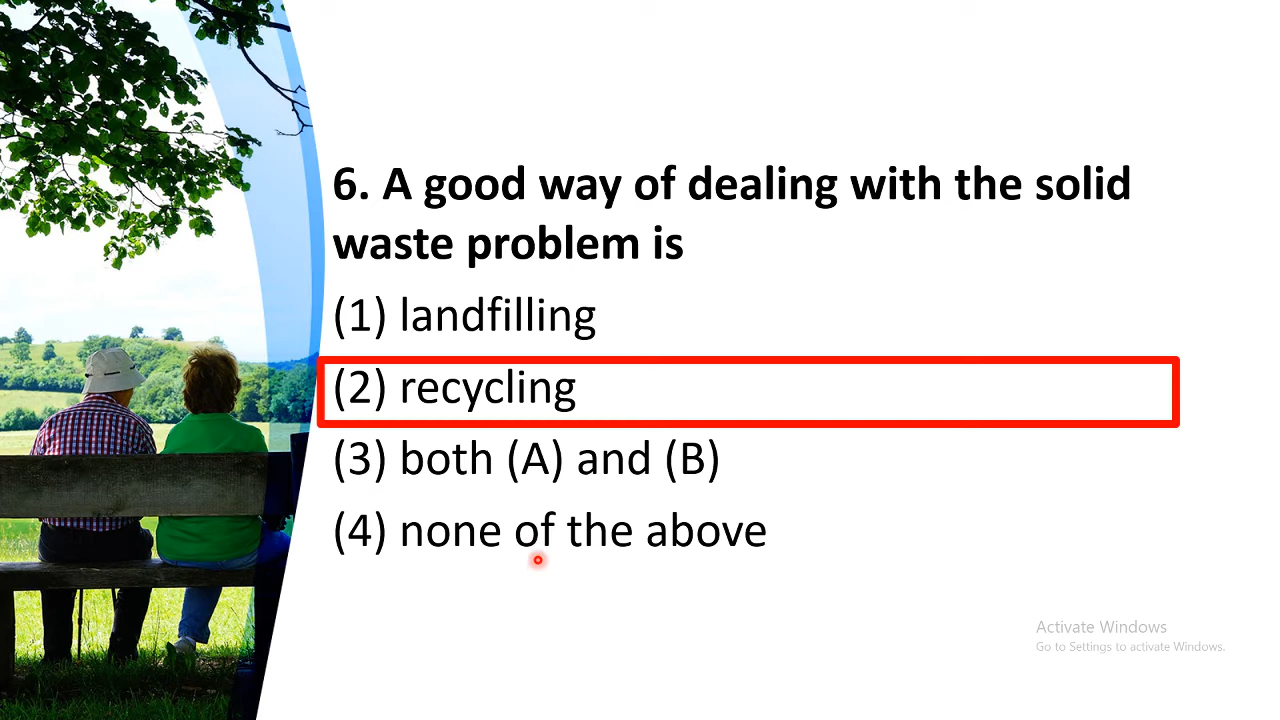 6. A good way of dealing with the solid
waste problem is
(1) landfilling
(2) recycling
(3) both (A) and (B)
(4) none of the above
Activate Windows
Go to Settings to activate Windows.